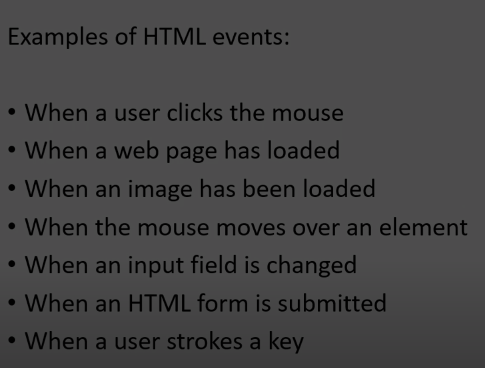 Examples of HTML events:
• When a user clicks the mouse
• When a web page has loaded
• When an image has been loaded
• When the mouse moves over an element
• When an input field is changed
• When an HTML form is submitted
• When a user strokes a key